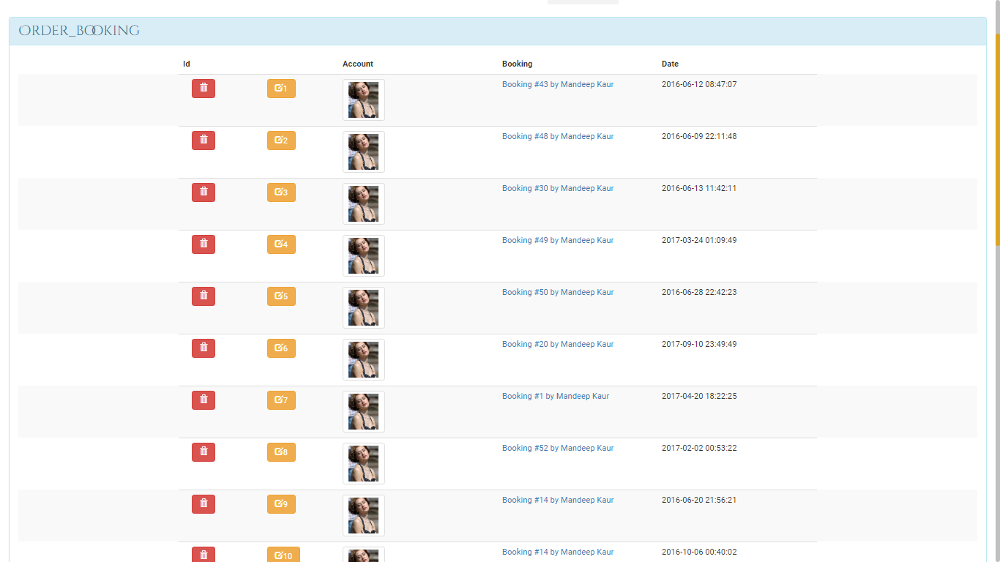 ORDER_BOOKING
Id Account Booking Date
1 Booking #43 by Mandeep Kaur 2016-06-12 08:47:07
2 Booking #48 by Mandeep Kaur 2016-06-09 22:11:48
3 Booking #30 by Mandeep Kaur 2016-06-13 11:42:11
4 Booking #49 by Mandeep Kaur 2017-03-24 01:09:49
5 Booking #50 by Mandeep Kaur 2016-06-28 22:42:23
6 Booking #20 by Mandeep Kaur 2017-09-10 23:49:49
7 Booking #1 by Mandeep Kaur 2017-04-20 18:22:25
8 Booking #52 by Mandeep Kaur 2017-02-02 00:53:22
9 Booking #14 by Mandeep Kaur 2016-06-20 21:56:21
10 Booking #14 by Mandeep Kaur 2016-10-06 00:40:02